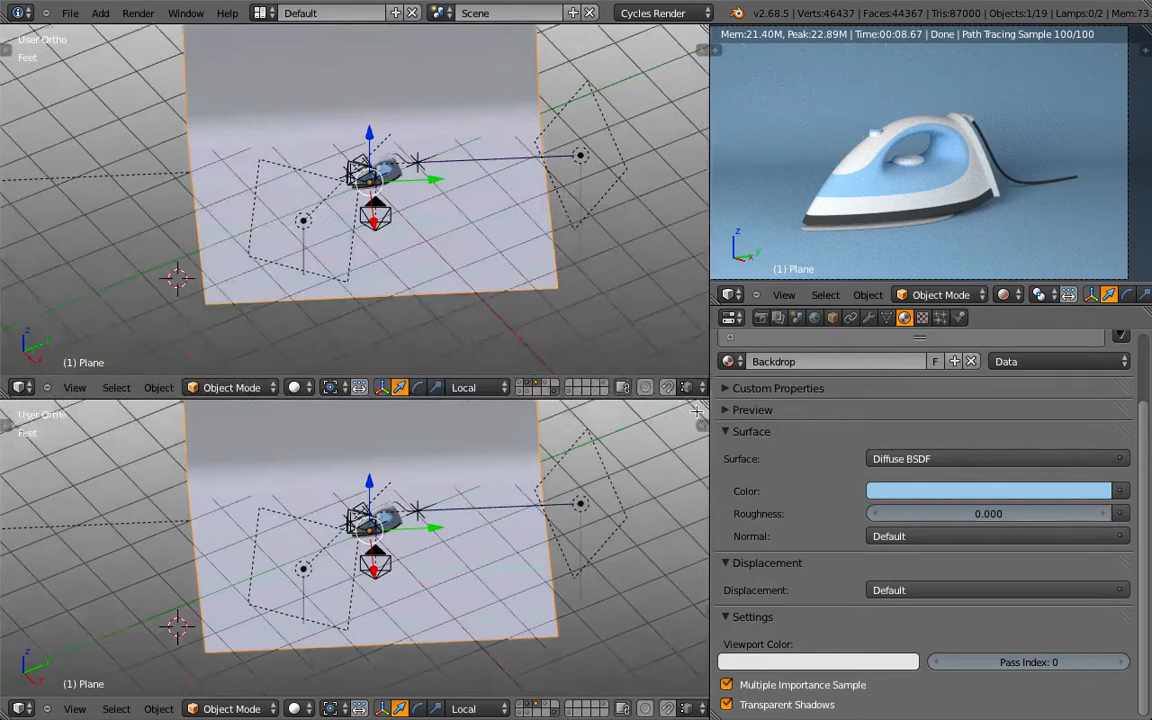 File Add Render Window Help Default Scene Cycles Render v2.68.5 | Verts:46437 | Faces:44367 | Tris:87000 | Objects:1/19 | Lamps:0/2 | Mem:73.
User Ortho
Feet
(1) Plane
View Select Object Object Mode Local
User Ortho
Feet
(1) Plane
View Select Object Object Mode Local
Mem:21.40M, Peak:22.89M | Time:00:08.67 | Done | Path Tracing Sample 100/100
z
y
(1) Plane
View Select Object Object Mode
Backdrop F Data
Custom Properties
Preview
Surface
Surface: Diffuse BSDF
Color:
Roughness: 0.000
Normal: Default
Displacement
Displacement: Default
Settings
Viewport Color:
Pass Index: 0
Multiple Importance Sample
Transparent Shadows